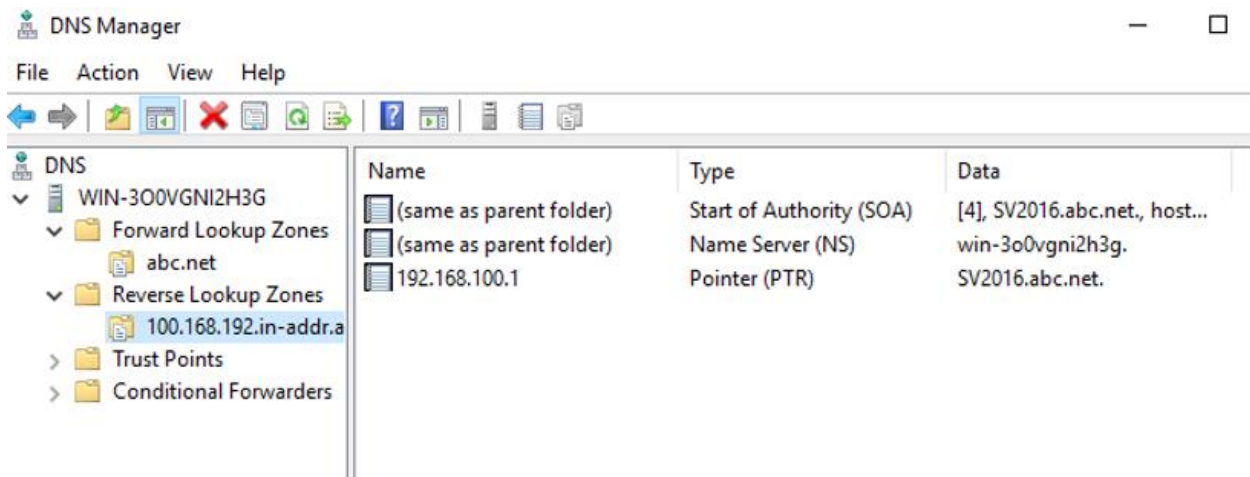 DNS Manager
File Action View Help
DNS
WIN-3O0VGNI2H3G
Forward Lookup Zones
abc.net
Reverse Lookup Zones
100.168.192.in-addr.a
Trust Points
Conditional Forwarders
Name Type Data
(same as parent folder) Start of Authority (SOA) [4], SV2016.abc.net., host...
(same as parent folder) Name Server (NS) win-3o0vgni2h3g.
192.168.100.1 Pointer (PTR) SV2016.abc.net.